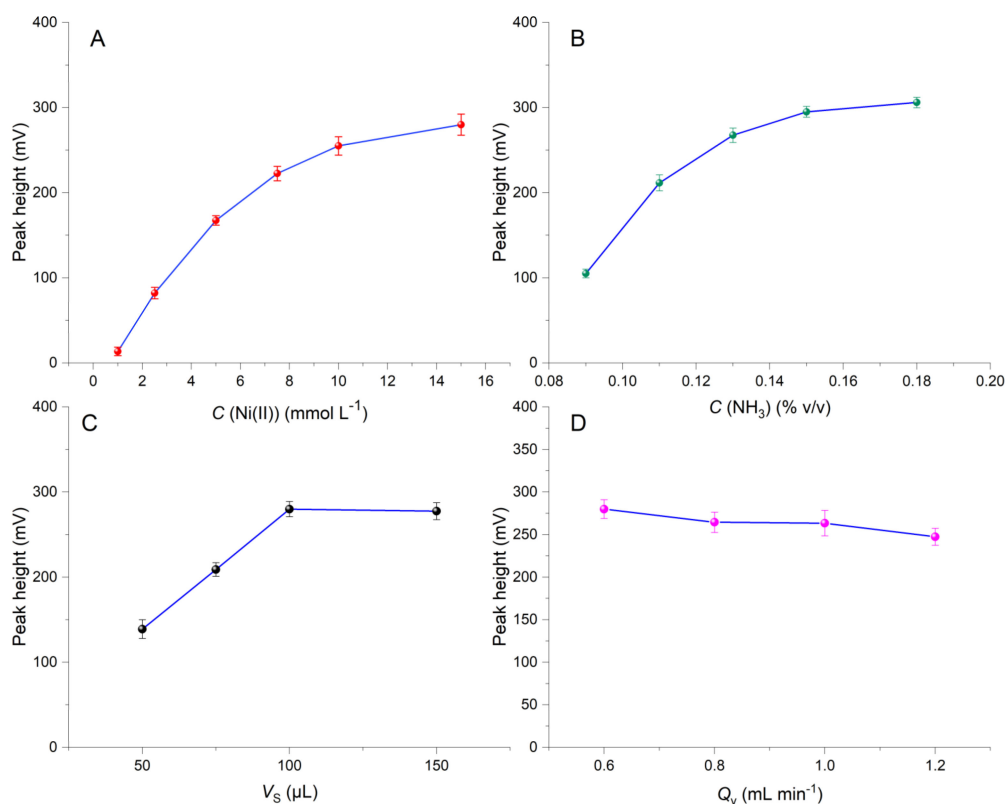 A
Peak height (mV)
400
300
200
100
0
0 2 4 6 8 10 12 14 16
C (Ni(II)) (mmol L⁻¹)
B
Peak height (mV)
400
300
200
100
0
0.08 0.10 0.12 0.14 0.16 0.18 0.20
C (NH₃) (% v/v)
C
Peak height (mV)
400
300
200
100
0
50 100 150
V_S (µL)
D
Peak height (mV)
400
350
300
250
200
150
100
50
0
0.6 0.8 1.0 1.2
Q_v (mL min⁻¹)